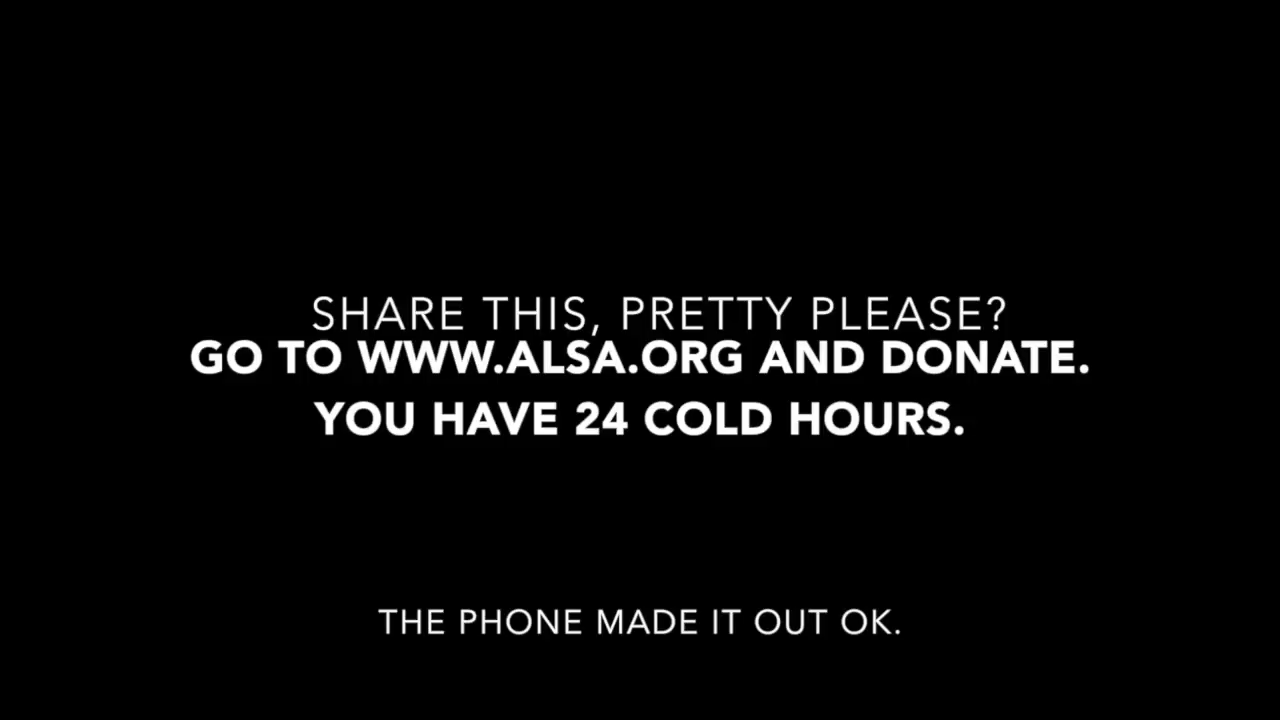 SHARE THIS, PRETTY PLEASE?
GO TO WWW.ALSA.ORG AND DONATE.
YOU HAVE 24 COLD HOURS.
THE PHONE MADE IT OUT OK.